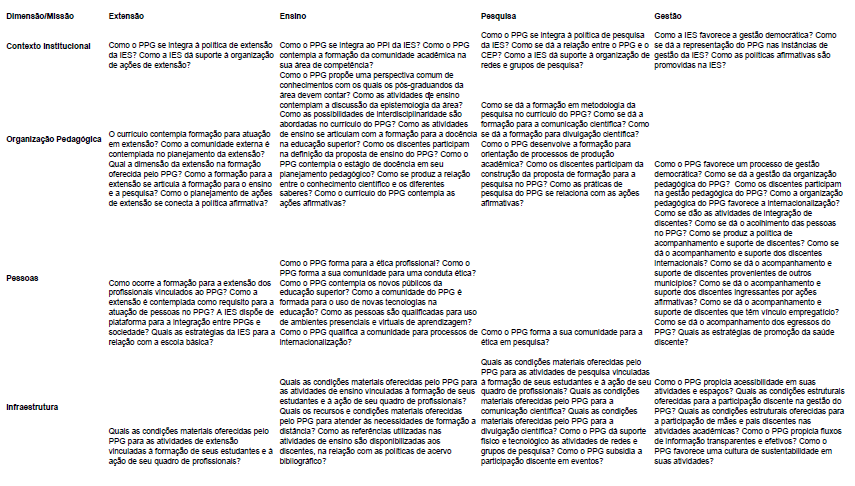 Dimensão/Missão
Extensão
Ensino
Pesquisa
Gestão
Contexto Institucional
Como o PPG se integra à política de extensão
da IES? Como a IES dá suporte à organização
de ações de extensão?
Como o PPG se integra ao PPI da IES? Como o PPG
contempla a formação da comunidade acadêmica na
sua área de competência?
Como o PPG se integra à política de pesquisa
da IES? Como se dá a relação entre o PPG e o
CEP? Como a IES dá suporte à organização de
redes e grupos de pesquisa?
Como a IES favorece a gestão democrática? Como
se dá a representação do PPG nas instâncias de
gestão da IES? Como as políticas afirmativas são
promovidas na IES?
Organização Pedagógica
O currículo contempla formação para atuação
em extensão? Como a comunidade externa é
contemplada no planejamento da extensão?
Qual a dimensão da extensão na formação
oferecida pelo PPG? Como a formação para a
extensão se articula à formação para o ensino
e a pesquisa? Como o planejamento de ações
de extensão se conecta à política afirmativa?
Como o PPG propõe uma perspectiva comum de
conhecimentos com os quais os pós-graduandos da
área devem contar? Como as atividades de ensino
contemplam a discussão da epistemologia da área?
Como as possibilidades de interdisciplinaridade são
abordadas no currículo do PPG? Como as atividades
de ensino se articulam com a formação para a docência
na educação superior? Como os discentes participam
na definição da proposta de ensino do PPG? Como o
PPG contempla o estágio de docência em seu
planejamento pedagógico? Como se produz a relação
entre o conhecimento científico e os diferentes
saberes? Como o currículo do PPG contempla as
ações afirmativas?
Como se dá a formação em metodologia da
pesquisa no currículo do PPG? Como se dá a
formação para a comunicação científica? Como
se dá a formação para divulgação científica?
Como o PPG desenvolve a formação para
orientação de processos de produção
acadêmica? Como os discentes participam da
construção da proposta de formação para a
pesquisa no PPG? Como as práticas de
pesquisa do PPG se relaciona com as ações
afirmativas?
Como o PPG favorece um processo de gestão
democrática? Como se dá a gestão da organização
pedagógica do PPG? Como os discentes participam
na gestão pedagógica do PPG? Como a organização
pedagógica do PPG favorece a internacionalização?
Pessoas
Como ocorre a formação para a extensão dos
profissionais vinculados ao PPG? Como a
extensão é contemplada como requisito para a
atuação de pessoas no PPG? A IES dispõe de
plataforma para a integração entre PPGs e
sociedade? Quais as estratégias da IES para a
relação com a escola básica?
Como o PPG forma para a ética profissional? Como o
PPG forma a sua comunidade para uma conduta ética?
Como o PPG contempla os novos públicos da
educação superior? Como a comunidade do PPG é
formada para o uso de novas tecnologias na
educação? Como as pessoas são qualificadas para uso
de ambientes presenciais e virtuais de aprendizagem?
Como o PPG qualifica a comunidade para processos de
internacionalização?
Como o PPG forma a sua comunidade para a
ética em pesquisa?
Como se dão as atividades de integração de
discentes? Como se dá o acolhimento das pessoas
no PPG? Como se produz a política de
acompanhamento e suporte de discentes? Como se
dá o acompanhamento e suporte dos discentes
internacionais? Como se dá o acompanhamento e
suporte de discentes provenientes de outros
municípios? Como se dá o acompanhamento e
suporte dos discentes ingressantes por ações
afirmativas? Como se dá o acompanhamento e
suporte de discentes que têm vínculo empregatício?
Como se dá o acompanhamento dos egressos do
PPG? Quais as estratégias de promoção da saúde
discente?
Infraestrutura
Quais as condições materiais oferecidas pelo
PPG para as atividades de extensão
vinculadas à formação de seus estudantes e à
ação de seu quadro de profissionais?
Quais as condições materiais oferecidas pelo PPG para
as atividades de ensino vinculadas à formação de seus
estudantes e à ação de seu quadro de profissionais?
Quais os recursos e condições materiais oferecidas
pelo PPG para atender às necessidades de formação a
distância? Como as referências utilizadas nas
atividades de ensino são disponibilizadas aos
discentes, na relação com as políticas de acervo
bibliográfico?
Quais as condições materiais oferecidas pelo
PPG para as atividades de pesquisa vinculadas
à formação de seus estudantes e à ação de seu
quadro de profissionais? Quais as condições
materiais oferecidas pelo PPG para a
comunicação científica? Quais as condições
materiais oferecidas pelo PPG para a
divulgação científica? Como o PPG dá suporte
físico e tecnológico às atividades de redes e
grupos de pesquisa? Como o PPG subsidia a
participação discente em eventos?
Como o PPG propicia acessibilidade em suas
atividades e espaços? Quais as condições estruturais
oferecidas para a participação discente na gestão do
PPG? Quais as condições estruturais oferecidas para
a participação de mães e pais discentes nas
atividades acadêmicas? Como o PPG propicia fluxos
de informação transparentes e efetivos? Como o
PPG favorece uma cultura de sustentabilidade em
suas atividades?